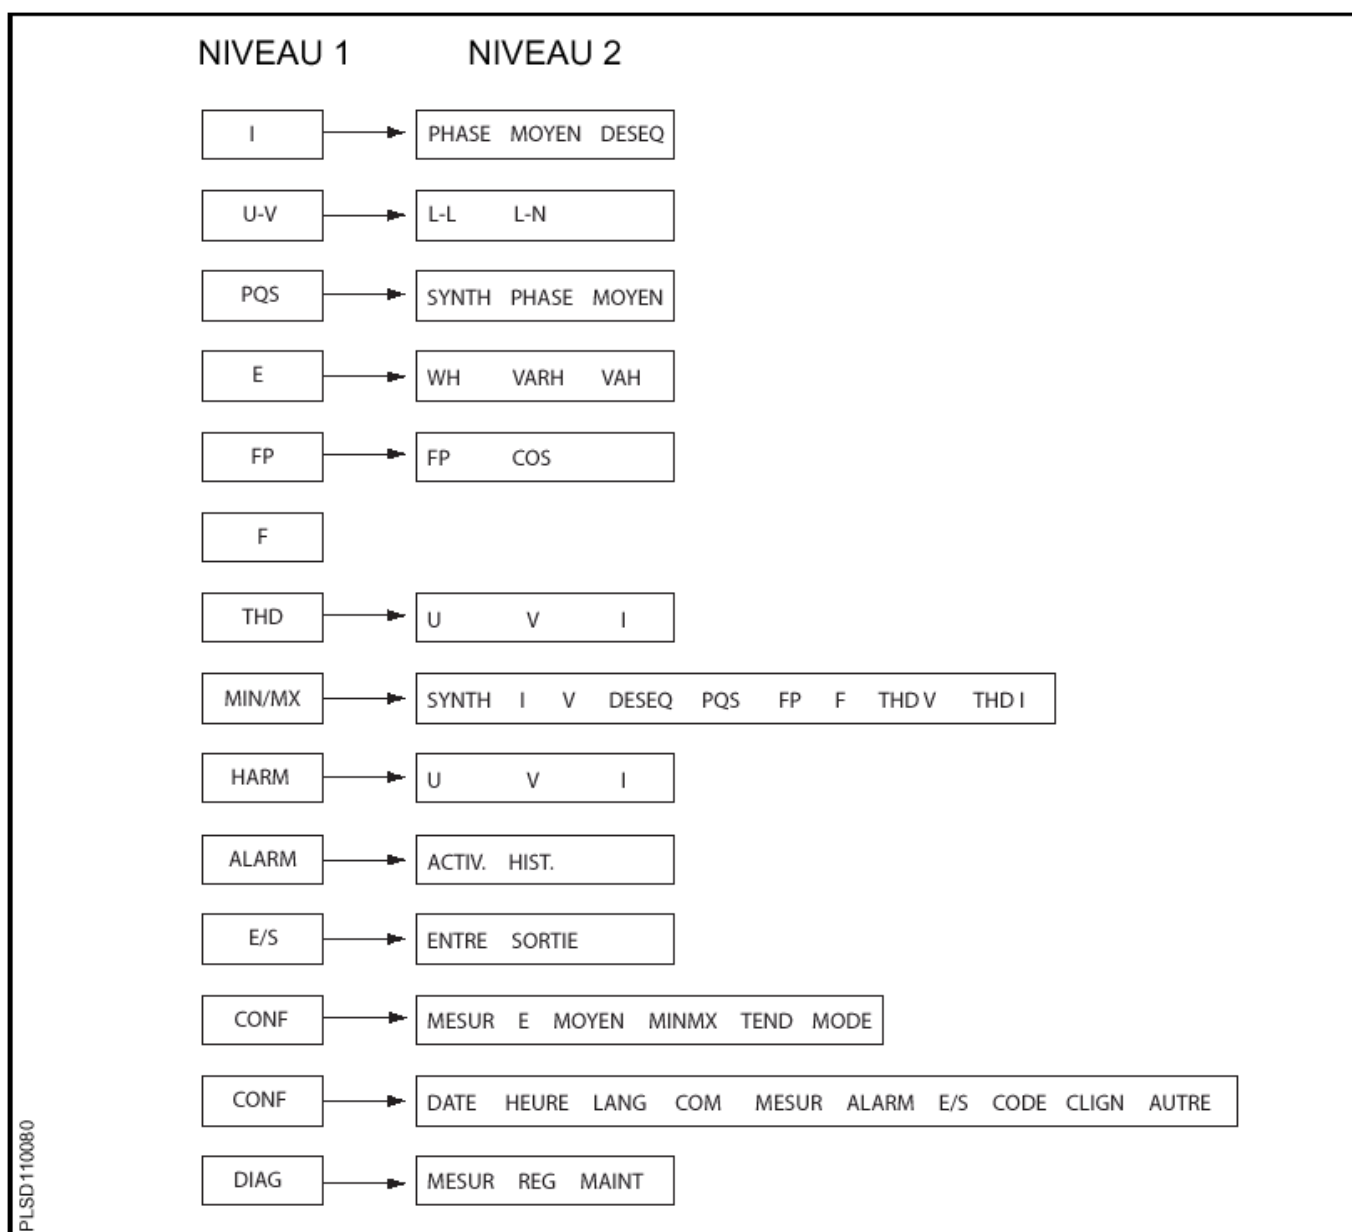 NIVEAU 1 NIVEAU 2
I PHASE MOYEN DESEQ
U-V L-L L-N
PQS SYNTH PHASE MOYEN
E WH VARH VAH
FP FP COS
F
THD U V I
MIN/MX SYNTH I V DESEQ PQS FP F THD V THD I
HARM U V I
ALARM ACTIV. HIST.
E/S ENTRE SORTIE
CONF MESUR E MOYEN MINMX TEND MODE
CONF DATE HEURE LANG COM MESUR ALARM E/S CODE CLIGN AUTRE
DIAG MESUR REG MAINT
PLSD110080